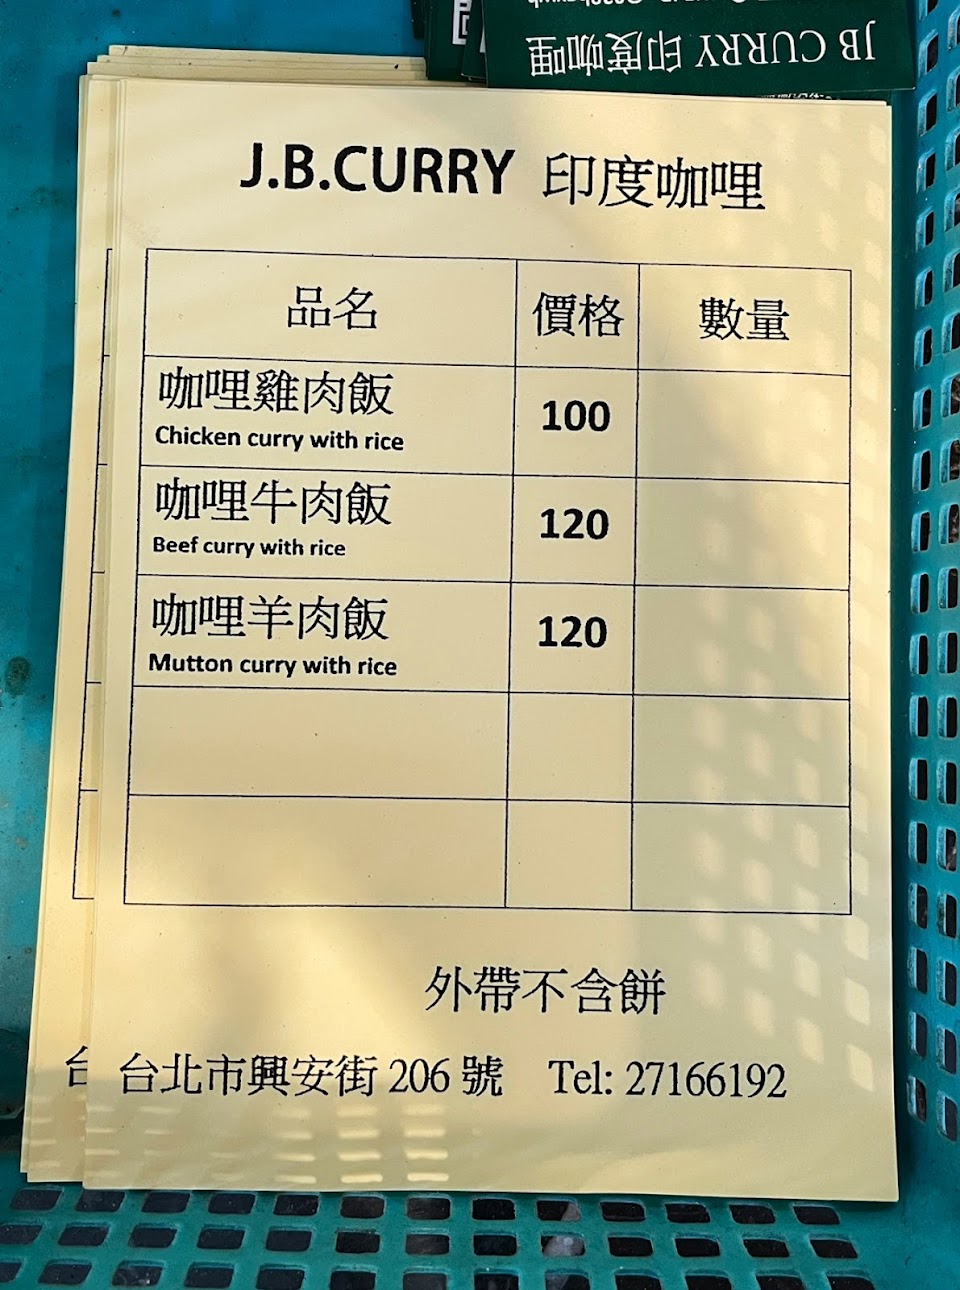 JB CURRY 印度咖哩
J.B.CURRY 印度咖哩
品名 價格 數量
咖哩雞肉飯
Chicken curry with rice
100
咖哩牛肉飯
Beef curry with rice
120
咖哩羊肉飯
Mutton curry with rice
120
外帶不含餅
台北市興安街 206 號 Tel: 27166192
台